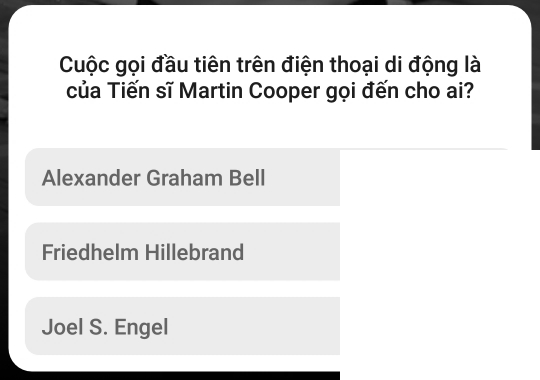 Cuộc gọi đầu tiên trên điện thoại di động là
của Tiến sĩ Martin Cooper gọi đến cho ai?
Alexander Graham Bell
Friedhelm Hillebrand
Joel S. Engel